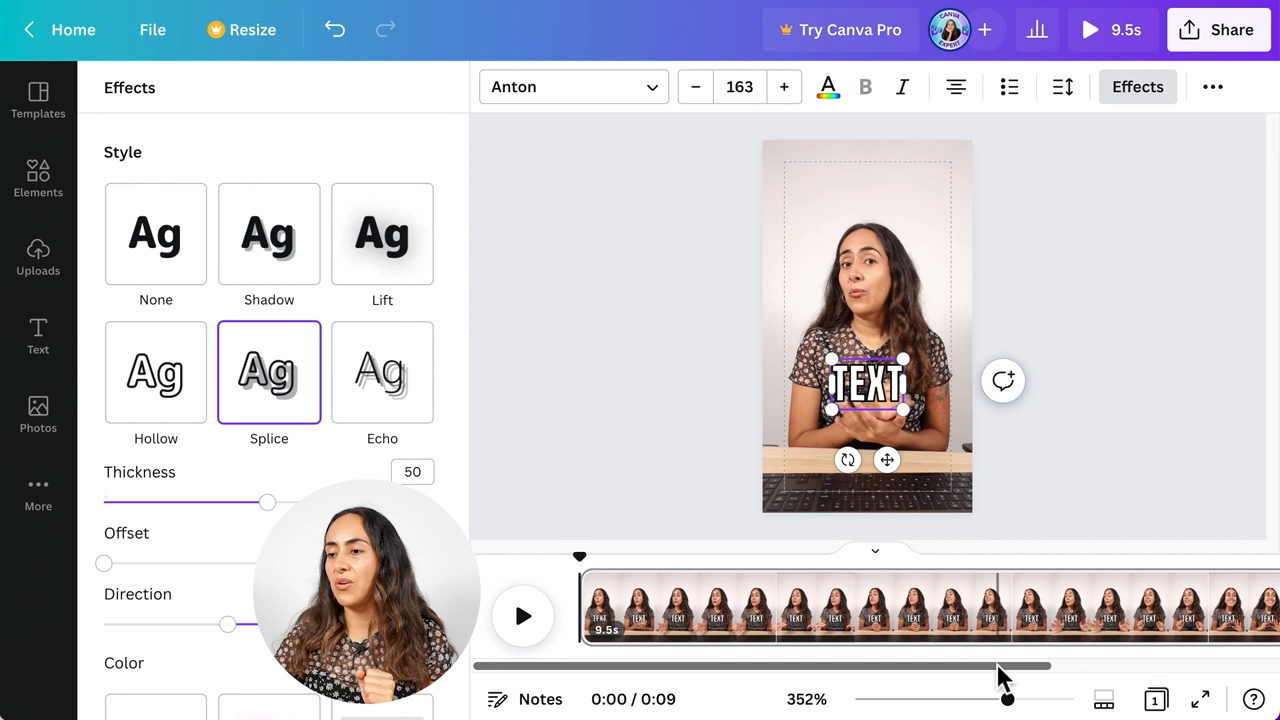 Home
File
Resize
Try Canva Pro
CANVA
EXPERT
9.5s
Share
Templates
Elements
Uploads
Text
Photos
More
Effects
Style
Ag
None
Ag
Shadow
Ag
Lift
Ag
Hollow
Ag
Splice
Ag
Echo
Thickness
50
Offset
Direction
Color
Anton
163
A
B
I
Effects
TEXT
9.5s
Notes
0:00 / 0:09
352%
1